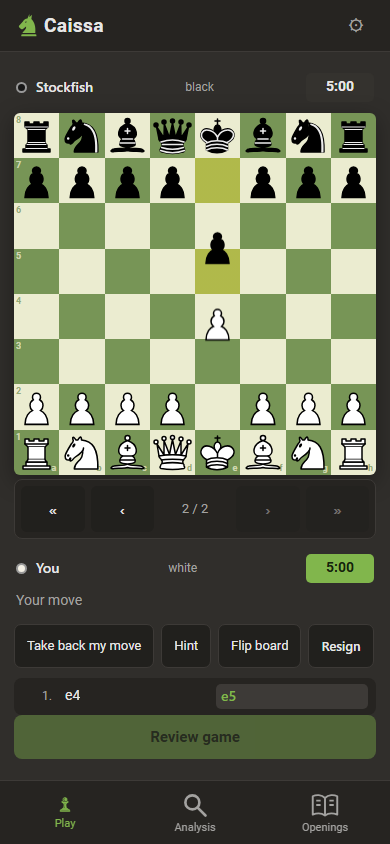 Caissa
Stockfish black 5:00
8
7
6
5
4
3
2
1 a b c d e f g h
« ‹ 2 / 2 › »
You white 5:00
Your move
Take back my move Hint Flip board Resign
1. e4 e5
Review game
Play Analysis Openings